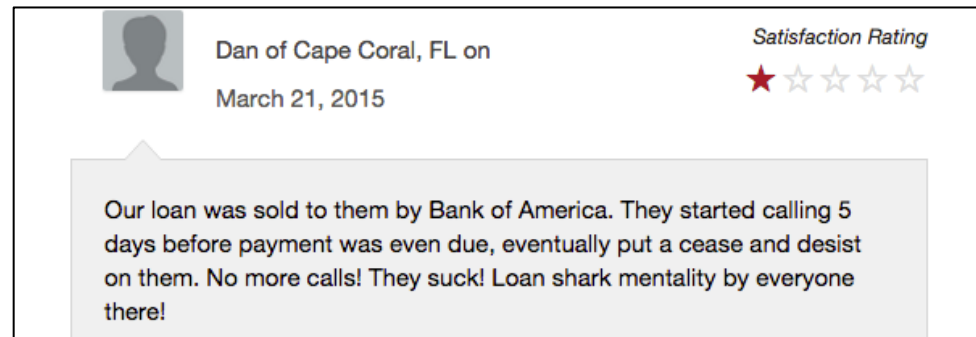 Dan of Cape Coral, FL on
March 21, 2015
Satisfaction Rating
Our loan was sold to them by Bank of America. They started calling 5
days before payment was even due, eventually put a cease and desist
on them. No more calls! They suck! Loan shark mentality by everyone
there!